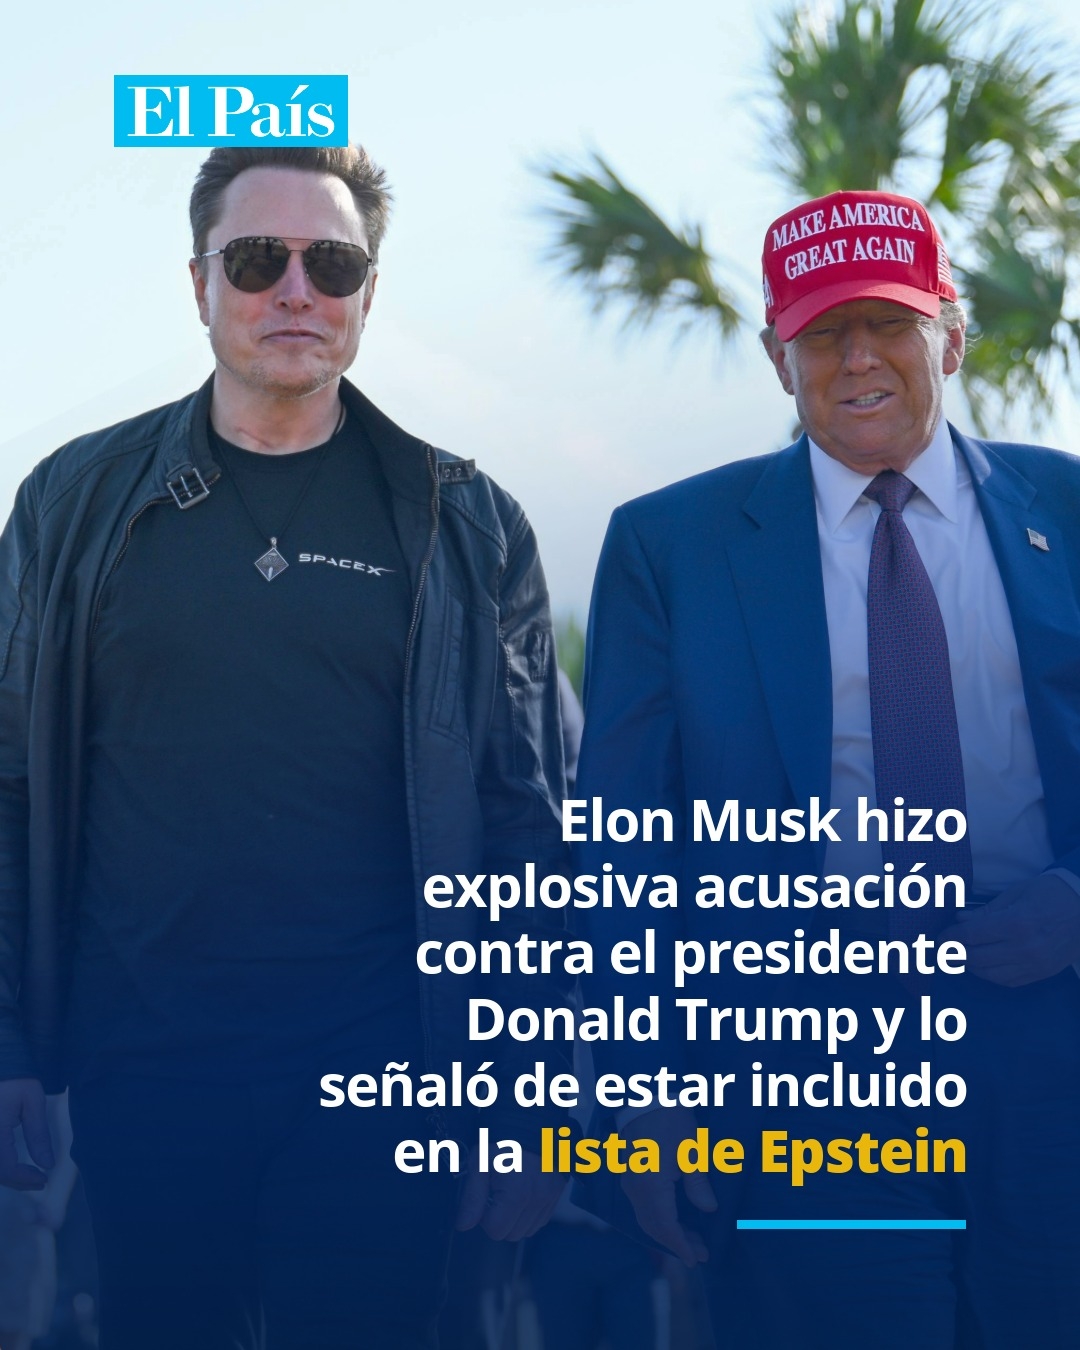 El País
MAKE AMERICA
GREAT AGAIN
SPACEX
Elon Musk hizo
explosiva acusación
contra el presidente
Donald Trump y lo
señaló de estar incluido
en la lista de Epstein